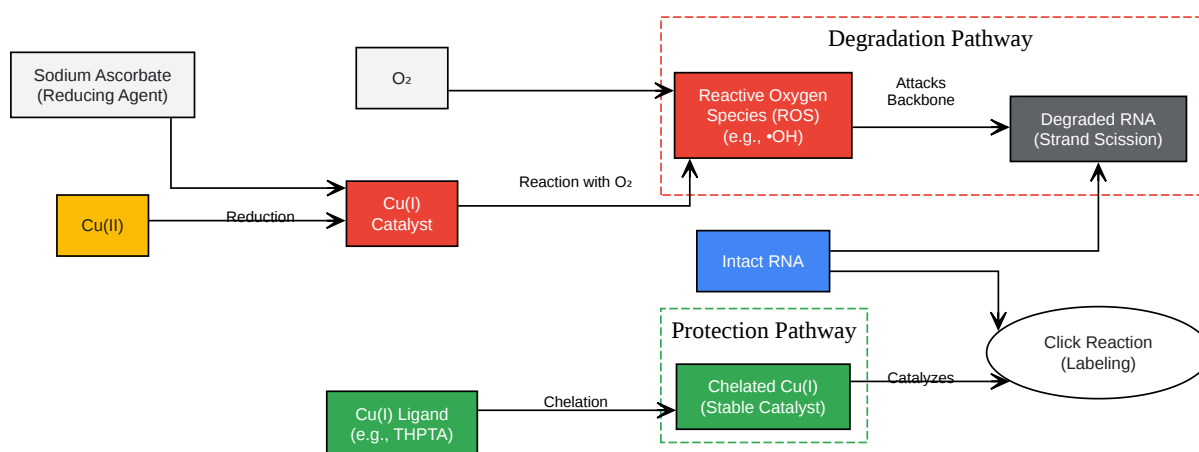 Degradation Pathway
Sodium Ascorbate
(Reducing Agent)
O₂
Reactive Oxygen
Species (ROS)
(e.g., •OH)
Attacks
Backbone
Degraded RNA
(Strand Scission)
Reaction with O₂
Cu(II)
Reduction
Cu(I)
Catalyst
Intact RNA
Protection Pathway
Click Reaction
(Labeling)
Chelated Cu(I)
(Stable Catalyst)
Catalyzes
Cu(I) Ligand
(e.g., THPTA)
Chelation